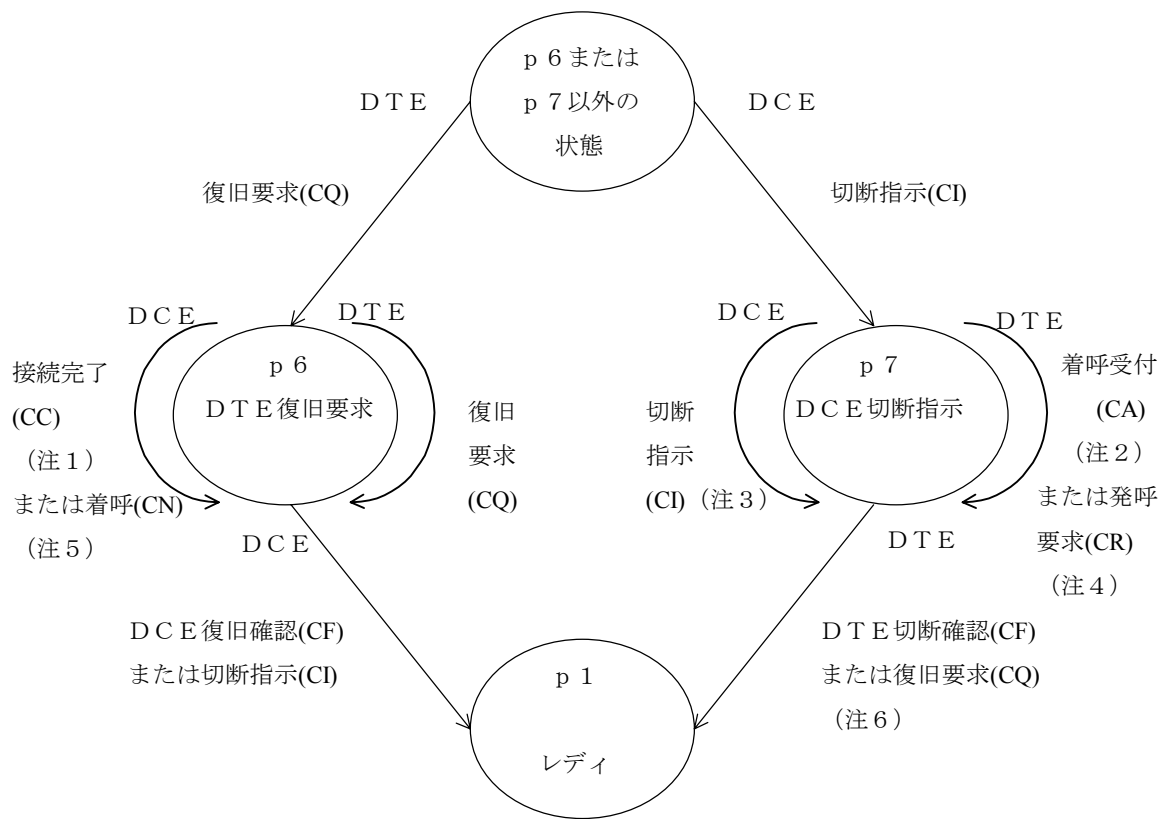 ｐ６または
ｐ７以外の
状態
ＤＴＥ
ＤＣＥ
復旧要求(CQ)
切断指示(CI)
ＤＣＥ
ＤＴＥ
ｐ６
ＤＴＥ復旧要求
接続完了
(CC)
（注１）
または着呼(CN)
（注５）
復旧
要求
(CQ)
ＤＣＥ
ＤＣＥ
ＤＴＥ
ｐ７
ＤＣＥ切断指示
切断
指示
(CI)（注３）
着呼受付
(CA)
（注２）
または発呼
要求(CR)
（注４）
ＤＴＥ
ＤＣＥ復旧確認(CF)
または切断指示(CI)
ＤＴＥ切断確認(CF)
または復旧要求(CQ)
（注６）
ｐ１
レディ